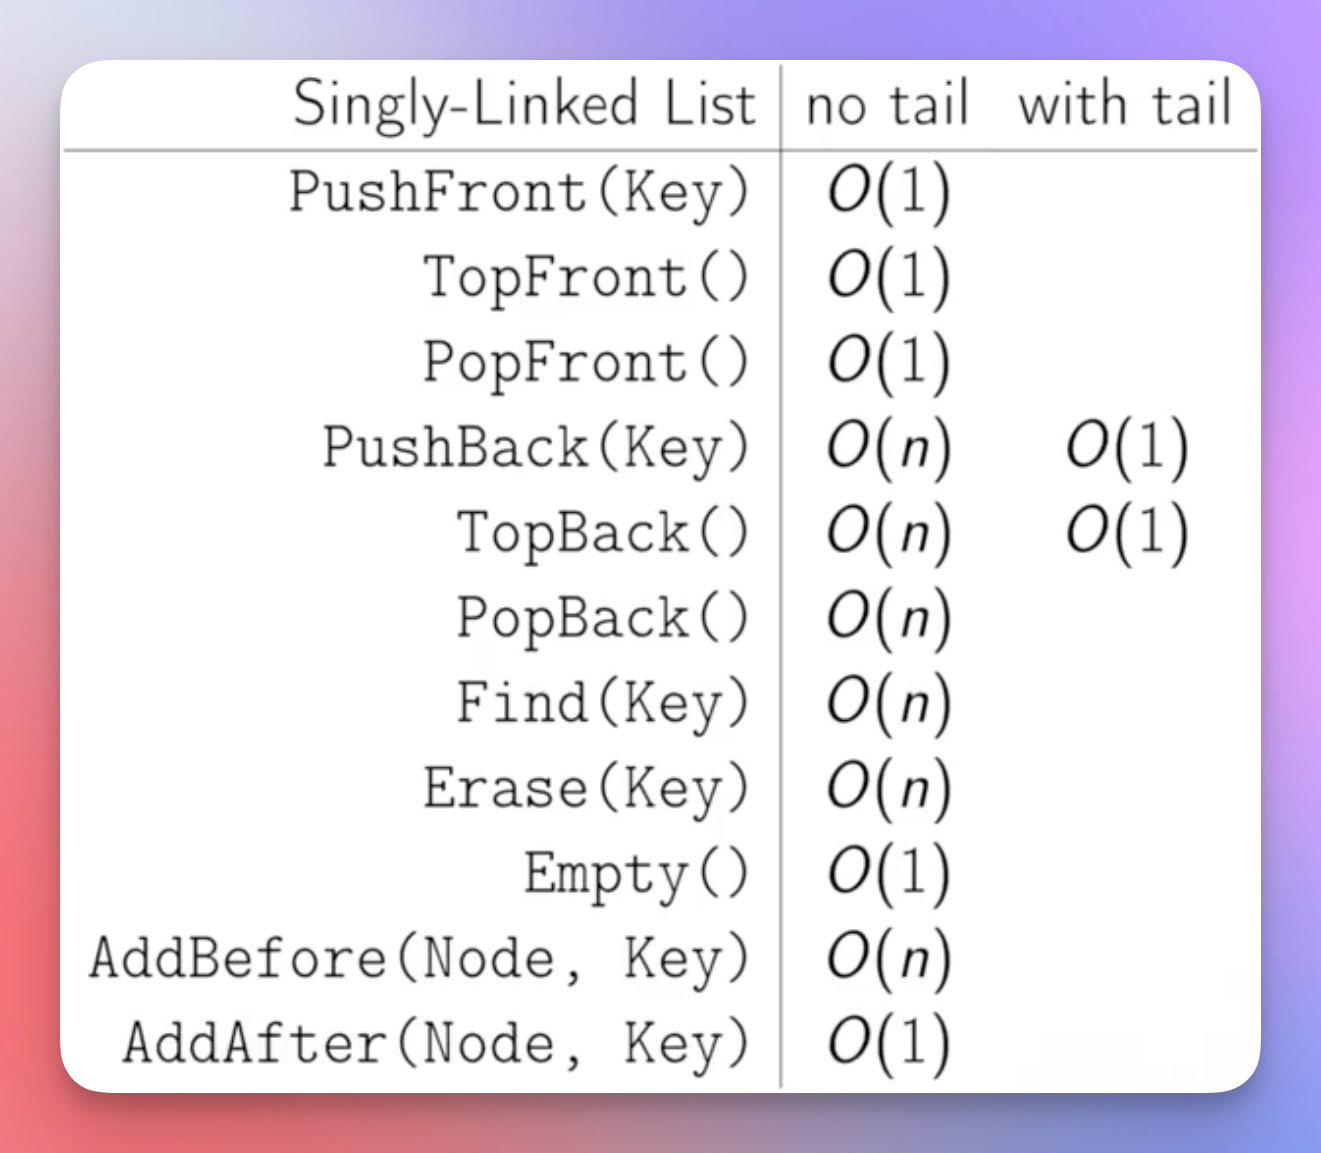 Singly-Linked List no tail with tail
PushFront(Key) O(1)
TopFront() O(1)
PopFront() O(1)
PushBack(Key) O(n) O(1)
TopBack() O(n) O(1)
PopBack() O(n)
Find(Key) O(n)
Erase(Key) O(n)
Empty() O(1)
AddBefore(Node, Key) O(n)
AddAfter(Node, Key) O(1)